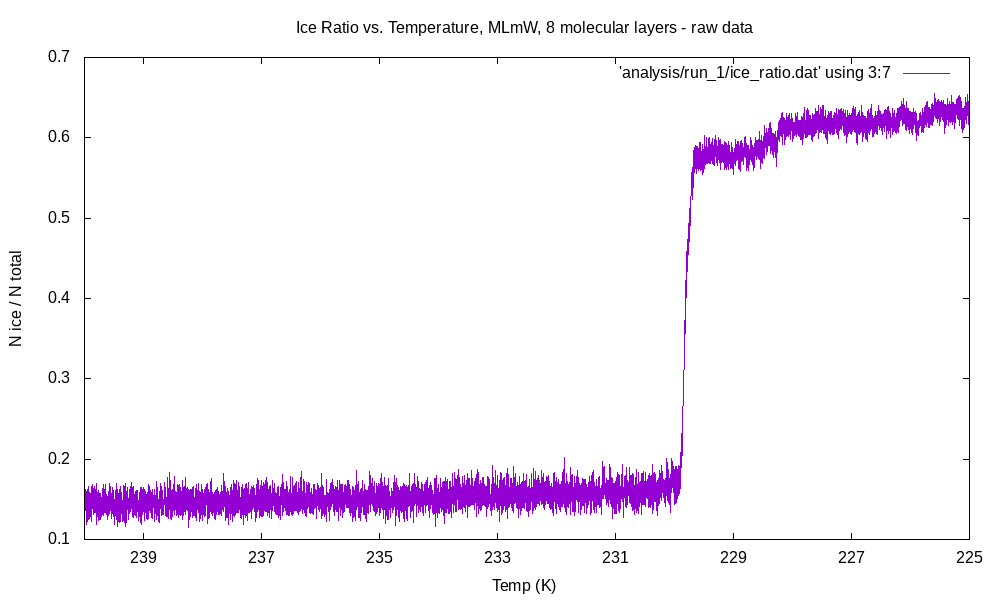 Ice Ratio vs. Temperature, MLmW, 8 molecular layers - raw data
'analysis/run_1/ice_ratio.dat' using 3:7
N ice / N total
0.7
0.6
0.5
0.4
0.3
0.2
0.1
239 237 235 233 231 229 227 225
Temp (K)